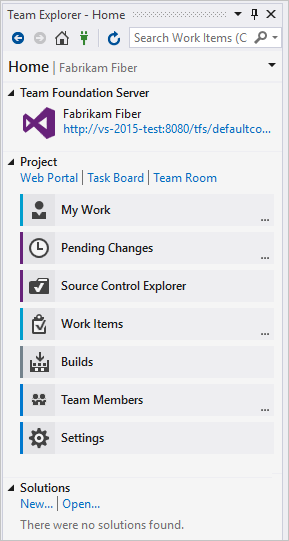 Team Explorer - Home
Search Work Items (C
Home | Fabrikam Fiber
Team Foundation Server
Fabrikam Fiber
http://vs-2015-test:8080/tfs/defaultco...
Project
Web Portal | Task Board | Team Room
My Work
...
Pending Changes
...
Source Control Explorer
Work Items
...
Builds
Team Members
...
Settings
Solutions
New... | Open...
There were no solutions found.